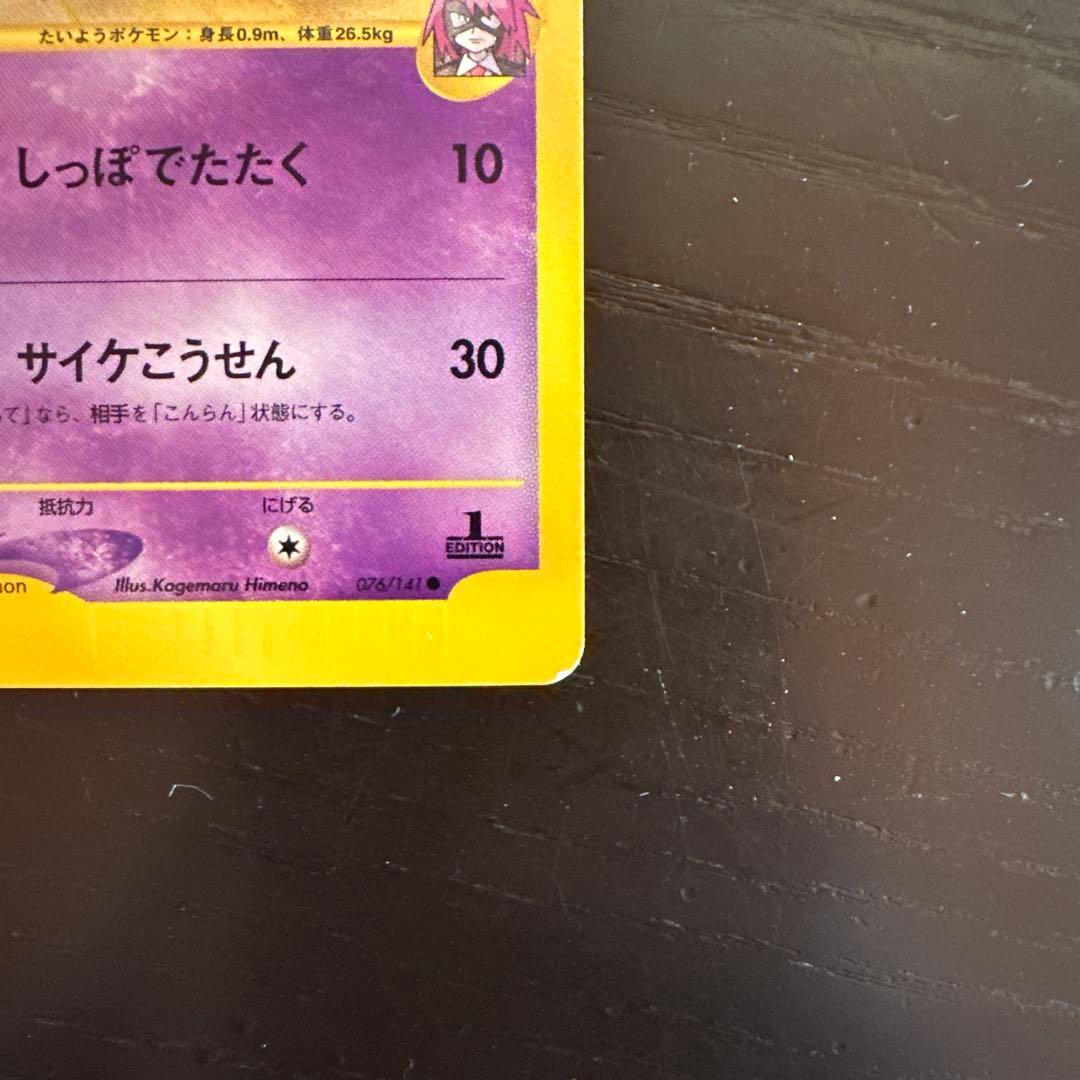 たいようポケモン：身長0.9m、体重26.5kg
しっぽでたたく 10
サイケこうせん 30
て」なら、相手を「こんらん」状態にする。
抵抗力 にげる
1
EDITION
mon Illus.Kagemaru Himeno 076/141●